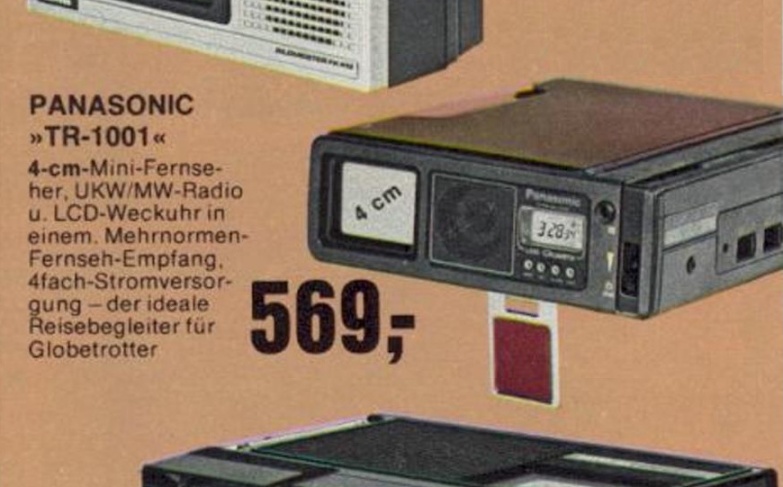 PANASONIC
»TR-1001«
4-cm-Mini-Fernse-
her, UKW/MW-Radio
u. LCD-Weckuhr in
einem. Mehrnormen-
Fernseh-Empfang,
4fach-Stromversor-
gung – der ideale
Reisebegleiter für
Globetrotter
569,-
4 cm
Panasonic